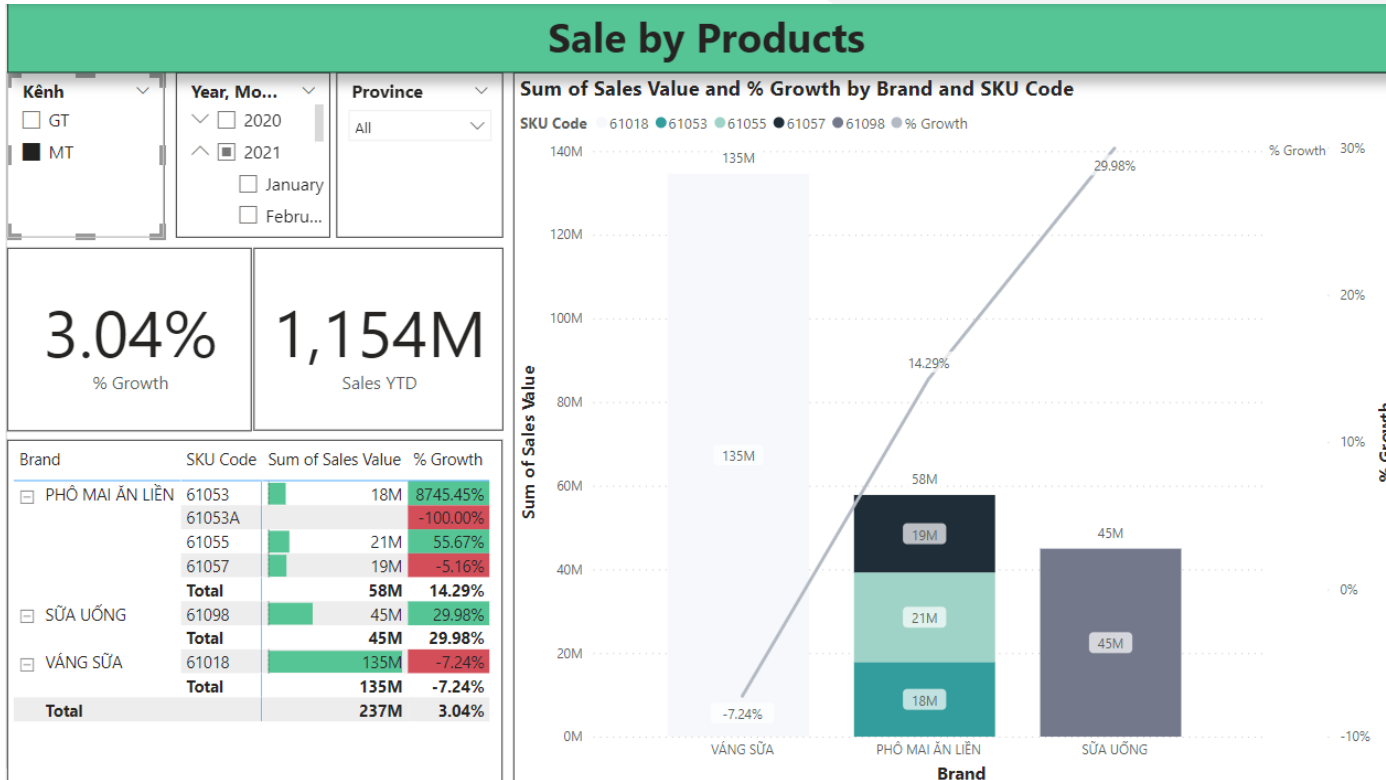 Sale by Products
Kênh
GT
MT
Year, Mo...
2020
2021
January
Febru...
Province
All
3.04%
% Growth
1,154M
Sales YTD
Brand SKU Code Sum of Sales Value % Growth
PHÔ MAI ĂN LIỀN 61053 18M 8745.45%
61053A -100.00%
61055 21M 55.67%
61057 19M -5.16%
Total 58M 14.29%
SỮA UỐNG 61098 45M 29.98%
Total 45M 29.98%
VÁNG SỮA 61018 135M -7.24%
Total 135M -7.24%
Total 237M 3.04%
Sum of Sales Value and % Growth by Brand and SKU Code
SKU Code 61018 61053 61055 61057 61098 % Growth
140M
120M
100M
80M
60M
40M
20M
0M
Sum of Sales Value
135M
135M
-7.24%
14.29%
58M
19M
21M
18M
29.98%
45M
45M
% Growth
30%
20%
10%
0%
-10%
% Growth
VÁNG SỮA PHÔ MAI ĂN LIỀN SỮA UỐNG
Brand